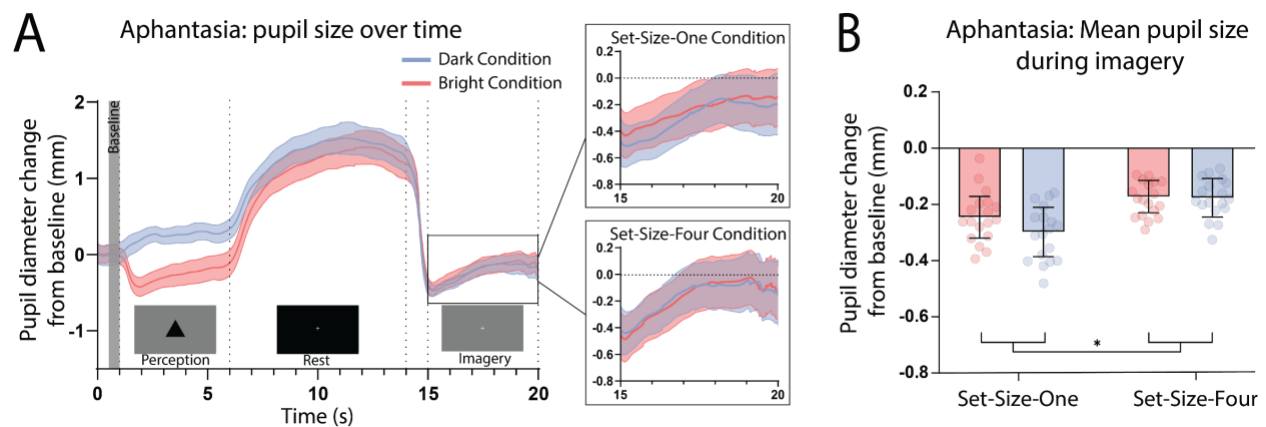 A
Aphantasia: pupil size over time
Dark Condition
Bright Condition
Pupil diameter change
from baseline (mm)
2
1
0
-1
Baseline
Perception
Rest
Imagery
0
5
10
15
20
Time (s)
Set-Size-One Condition
0.2
0.0
-0.2
-0.4
-0.6
-0.8
15
20
Set-Size-Four Condition
0.2
0.0
-0.2
-0.4
-0.6
-0.8
15
20
B
Aphantasia: Mean pupil size
during imagery
Pupil diameter change
from baseline (mm)
0.2
0.0
-0.2
-0.4
-0.6
-0.8
*
Set-Size-One
Set-Size-Four